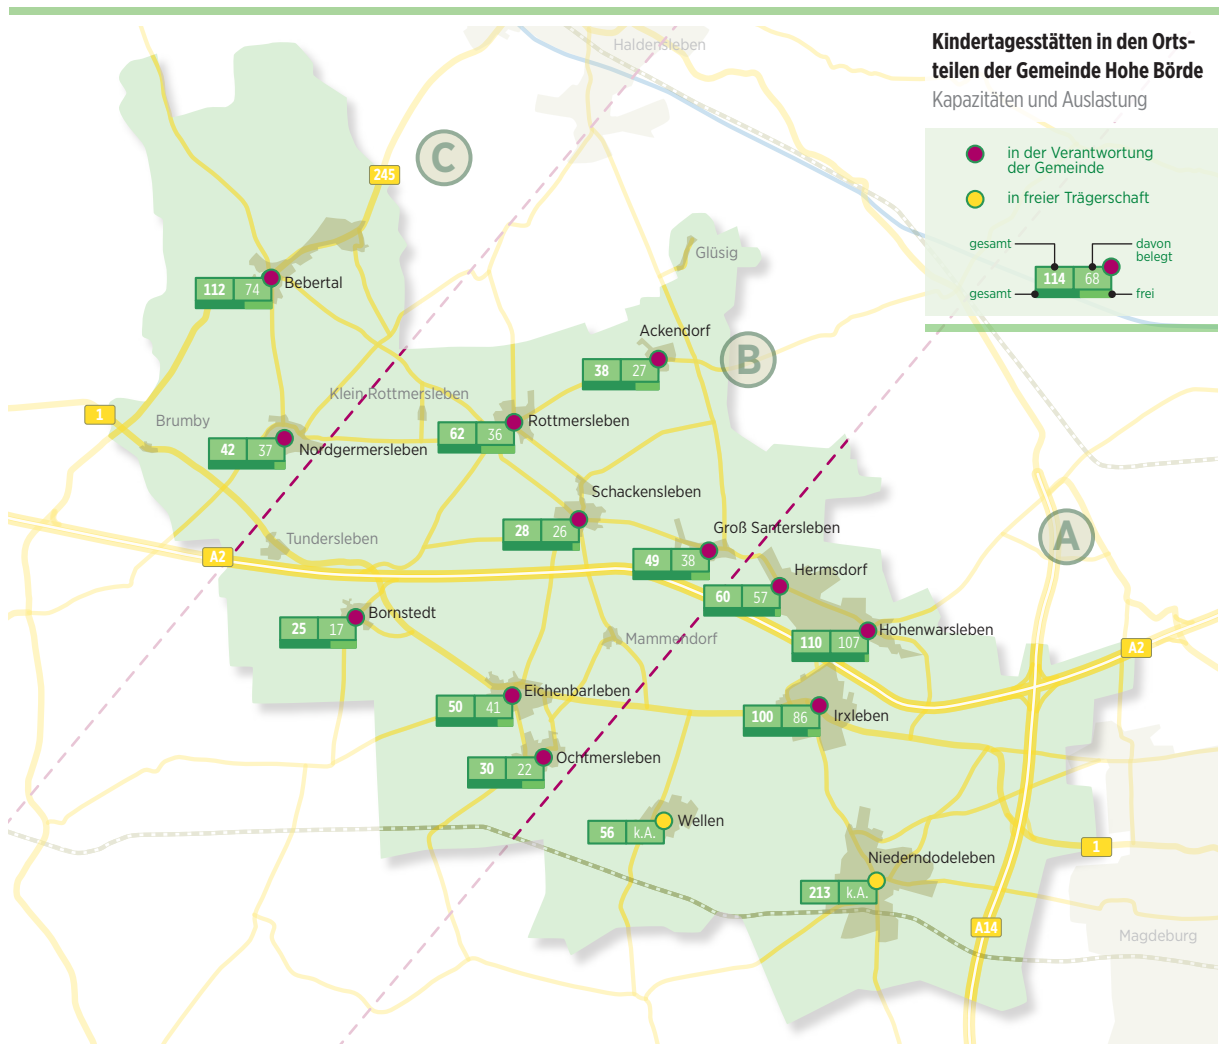 Kindertagesstätten in den Orts-
teilen der Gemeinde Hohe Börde
Kapazitäten und Auslastung
in der Verantwortung
der Gemeinde
in freier Trägerschaft
gesamt
davon
belegt
114 68
gesamt
frei
Haldensleben
C
245
Glüsig
112 74
Bebertal
Ackendorf
B
38 27
Klein Rottmersleben
1
Brumby
Rottmersleben
62 36
42 37
Nordgermersleben
Schackensleben
28 26
Groß Santersleben
A
Tundersleben
A2
49 38
Hermsdorf
60 57
Bornstedt
25 17
Hohenwarsleben
110 107
Mammendorf
A2
Eichenbarleben
50 41
100 86
Irxleben
Ochtmersleben
30 22
Wellen
56 k.A.
1
Niederndodeleben
213 k.A.
A14
Magdeburg